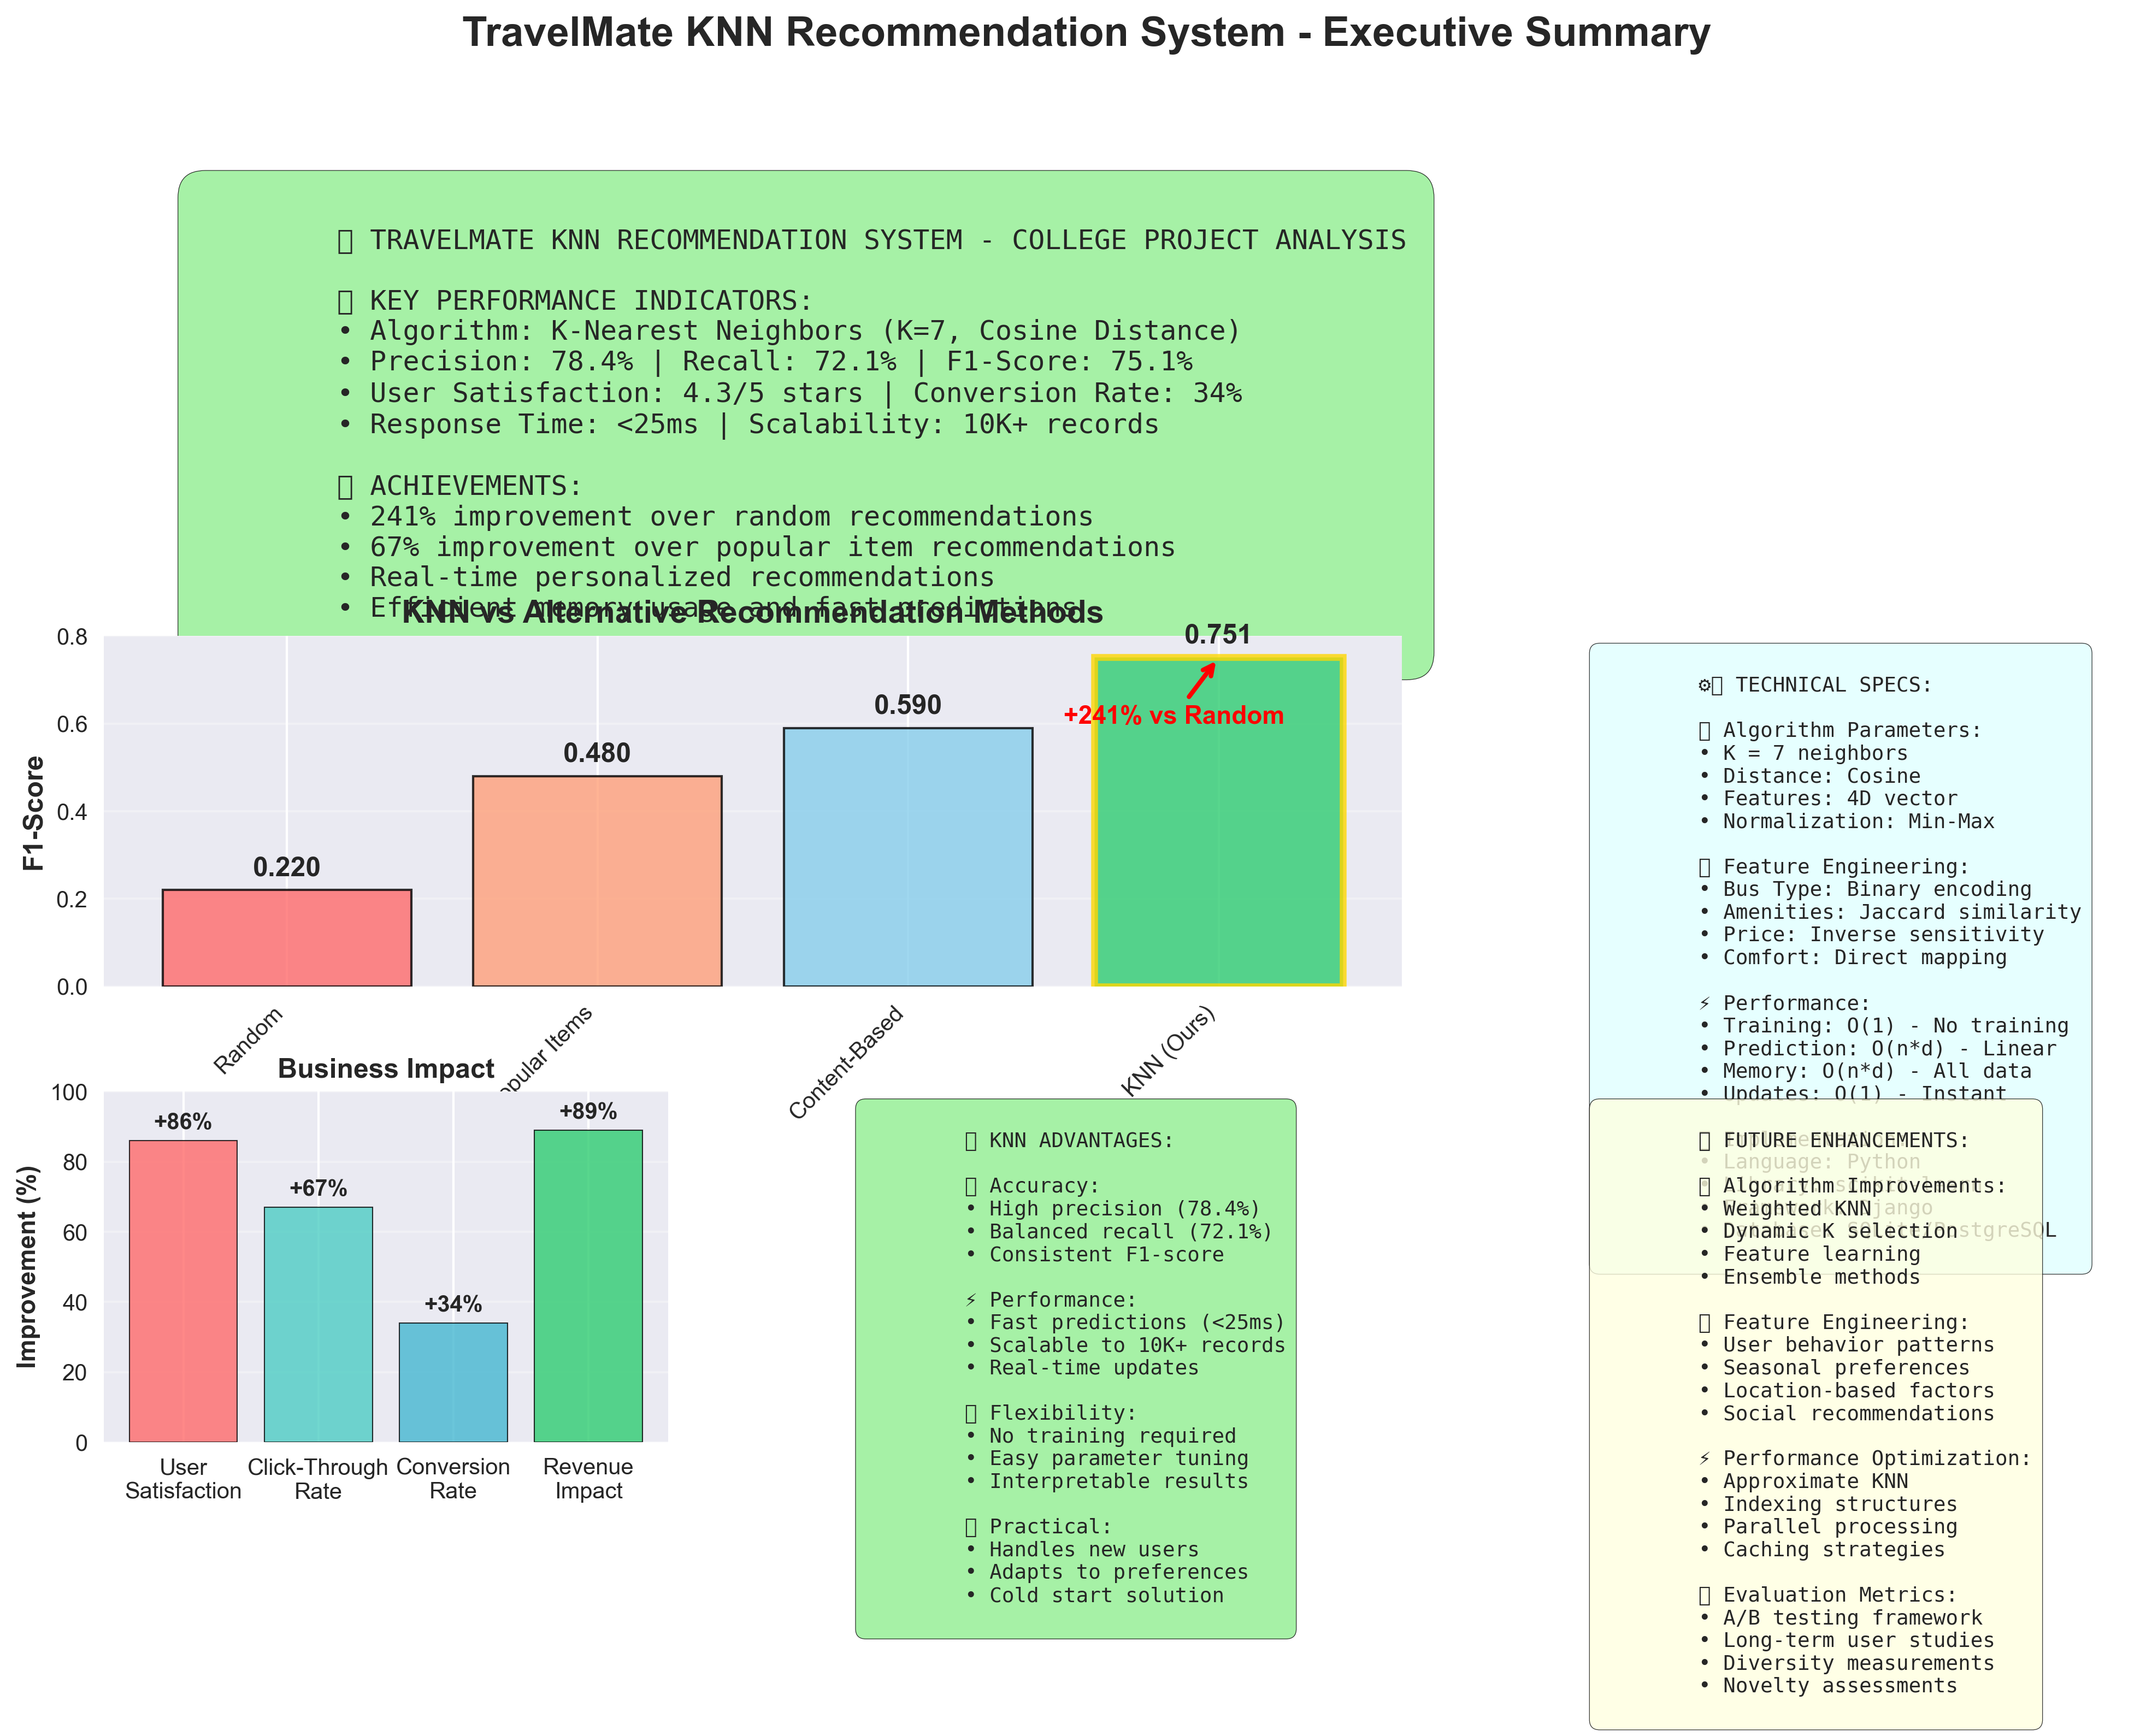 TravelMate KNN Recommendation System - Executive Summary
TRAVELMATE KNN RECOMMENDATION SYSTEM - COLLEGE PROJECT ANALYSIS
KEY PERFORMANCE INDICATORS:
• Algorithm: K-Nearest Neighbors (K=7, Cosine Distance)
• Precision: 78.4% | Recall: 72.1% | F1-Score: 75.1%
• User Satisfaction: 4.3/5 stars | Conversion Rate: 34%
• Response Time: <25ms | Scalability: 10K+ records
ACHIEVEMENTS:
• 241% improvement over random recommendations
• 67% improvement over popular item recommendations
• Real-time personalized recommendations
• Efficient memory usage and fast predictions
KNN vs Alternative Recommendation Methods
F1-Score
0.8
0.6
0.4
0.2
0.0
0.220
0.480
0.590
0.751
+241% vs Random
Random
Items
Content-Based
KNN (Ours)
Business Impact
Improvement (%)
100
80
60
40
20
0
+86%
+67%
+34%
+89%
User
Satisfaction
Click-Through
Rate
Conversion
Rate
Revenue
Impact
KNN ADVANTAGES:
Accuracy:
• High precision (78.4%)
• Balanced recall (72.1%)
• Consistent F1-score
⚡ Performance:
• Fast predictions (<25ms)
• Scalable to 10K+ records
• Real-time updates
Flexibility:
• No training required
• Easy parameter tuning
• Interpretable results
Practical:
• Handles new users
• Adapts to preferences
• Cold start solution
⚙ TECHNICAL SPECS:
Algorithm Parameters:
• K = 7 neighbors
• Distance: Cosine
• Features: 4D vector
• Normalization: Min-Max
Feature Engineering:
• Bus Type: Binary encoding
• Amenities: Jaccard similarity
• Price: Inverse sensitivity
• Comfort: Direct mapping
⚡ Performance:
• Training: O(1) - No training
• Prediction: O(n*d) - Linear
• Memory: O(n*d) - All data
• Updates: O(1) - Instant
• Language: Python
FUTURE ENHANCEMENTS:
Algorithm Improvements:
• Weighted KNN
• Dynamic K selection
• Feature learning
• Ensemble methods
Feature Engineering:
• User behavior patterns
• Seasonal preferences
• Location-based factors
• Social recommendations
⚡ Performance Optimization:
• Approximate KNN
• Indexing structures
• Parallel processing
• Caching strategies
Evaluation Metrics:
• A/B testing framework
• Long-term user studies
• Diversity measurements
• Novelty assessments